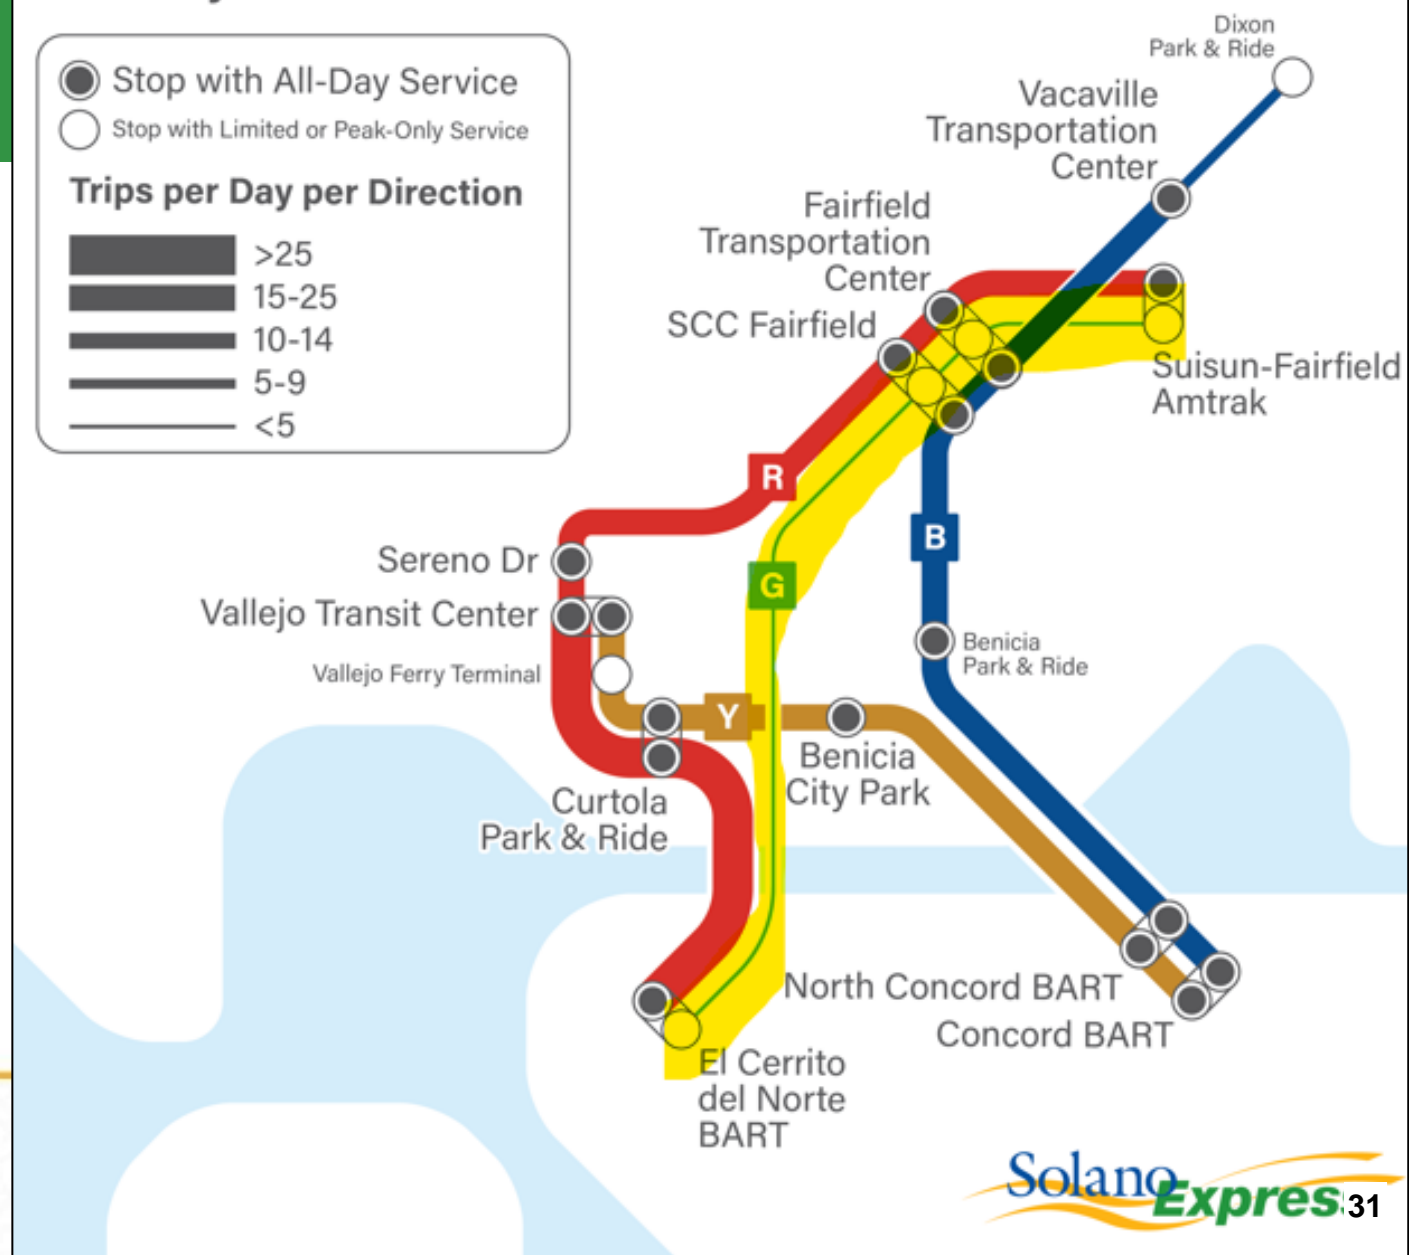 Stop with All-Day Service
Stop with Limited or Peak-Only Service
Trips per Day per Direction
>25
15-25
10-14
5-9
<5
Dixon
Park & Ride
Vacaville
Transportation
Center
Fairfield
Transportation
Center
SCC Fairfield
Suisun-Fairfield
Amtrak
R
B
G
Sereno Dr
Vallejo Transit Center
Vallejo Ferry Terminal
Benicia
Park & Ride
Y
Benicia
City Park
Curtola
Park & Ride
North Concord BART
Concord BART
El Cerrito
del Norte
BART
Solano
Expres
31